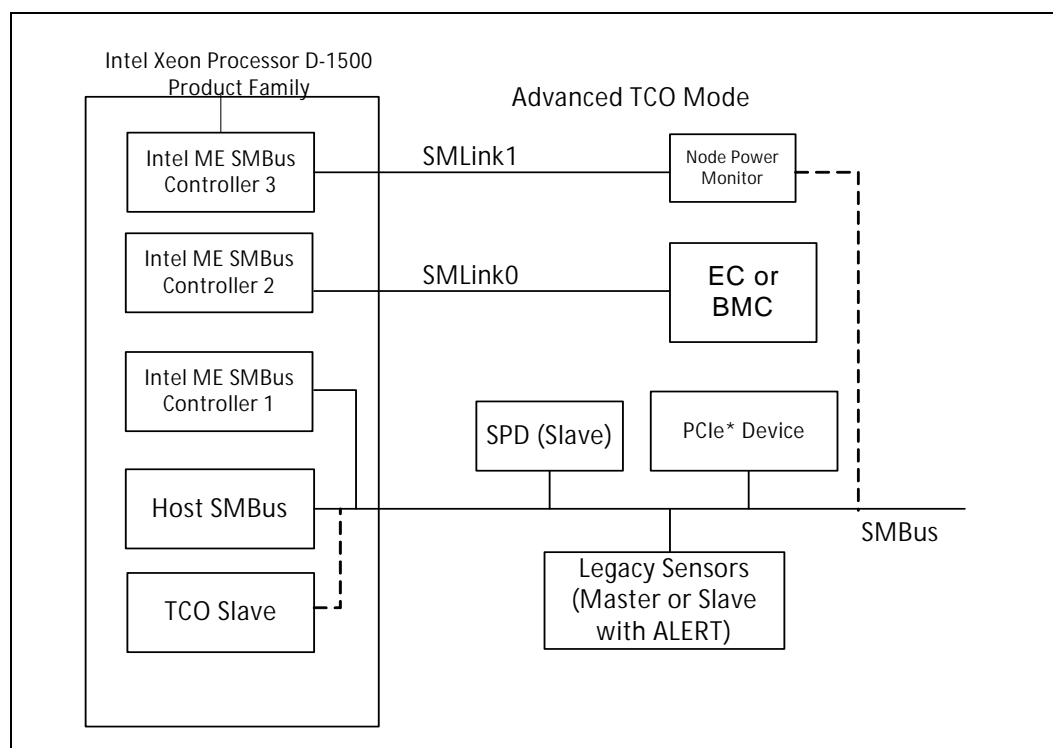 Intel Xeon Processor D-1500
Product Family
Advanced TCO Mode
Intel ME SMBus
Controller 3
SMLink1
Node Power
Monitor
Intel ME SMBus
Controller 2
SMLink0
EC or
BMC
Intel ME SMBus
Controller 1
SPD (Slave)
PCIe* Device
Host SMBus
SMBus
Legacy Sensors
(Master or Slave
with ALERT)
TCO Slave